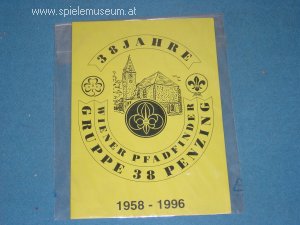 www.spielemuseum.at
38 JAHRE
WIENER PFADFINDER
GRUPPE 38 PENZING
1958 - 1996